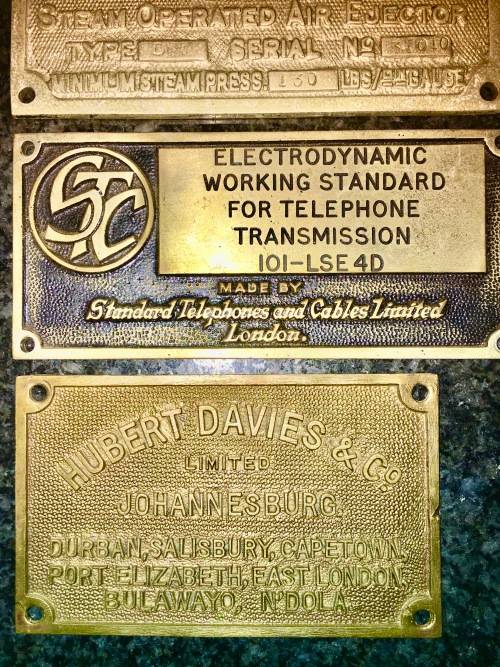 STEAM OPERATED AIR EJECTOR
TYPE SERIAL Nº
MINIMUM STEAM PRESS. 150 LBS/SQ" GAUGE
STC
ELECTRODYNAMIC
WORKING STANDARD
FOR TELEPHONE
TRANSMISSION
101-LSE 4D
MADE BY
Standard Telephones and Cables Limited
London.
HUBERT DAVIES & Cº
LIMITED
JOHANNESBURG.
DURBAN, SALISBURY, CAPETOWN.
PORT ELIZABETH, EAST LONDON,
BULAWAYO, N'DOLA.